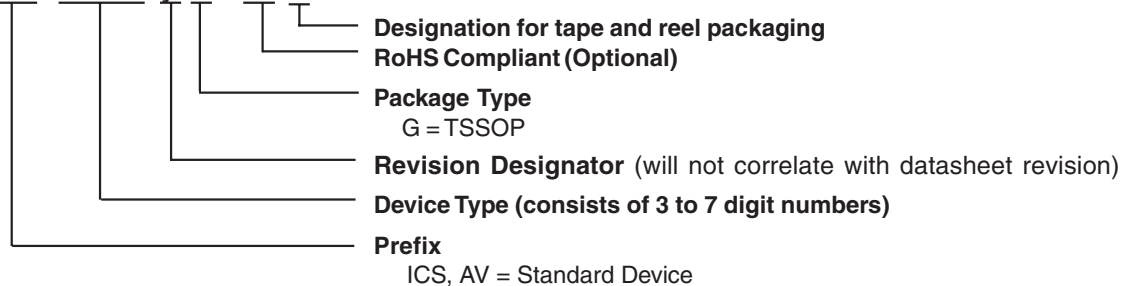 Designation for tape and reel packaging
RoHS Compliant (Optional)
Package Type
G = TSSOP
Revision Designator (will not correlate with datasheet revision)
Device Type (consists of 3 to 7 digit numbers)
Prefix
ICS, AV = Standard Device